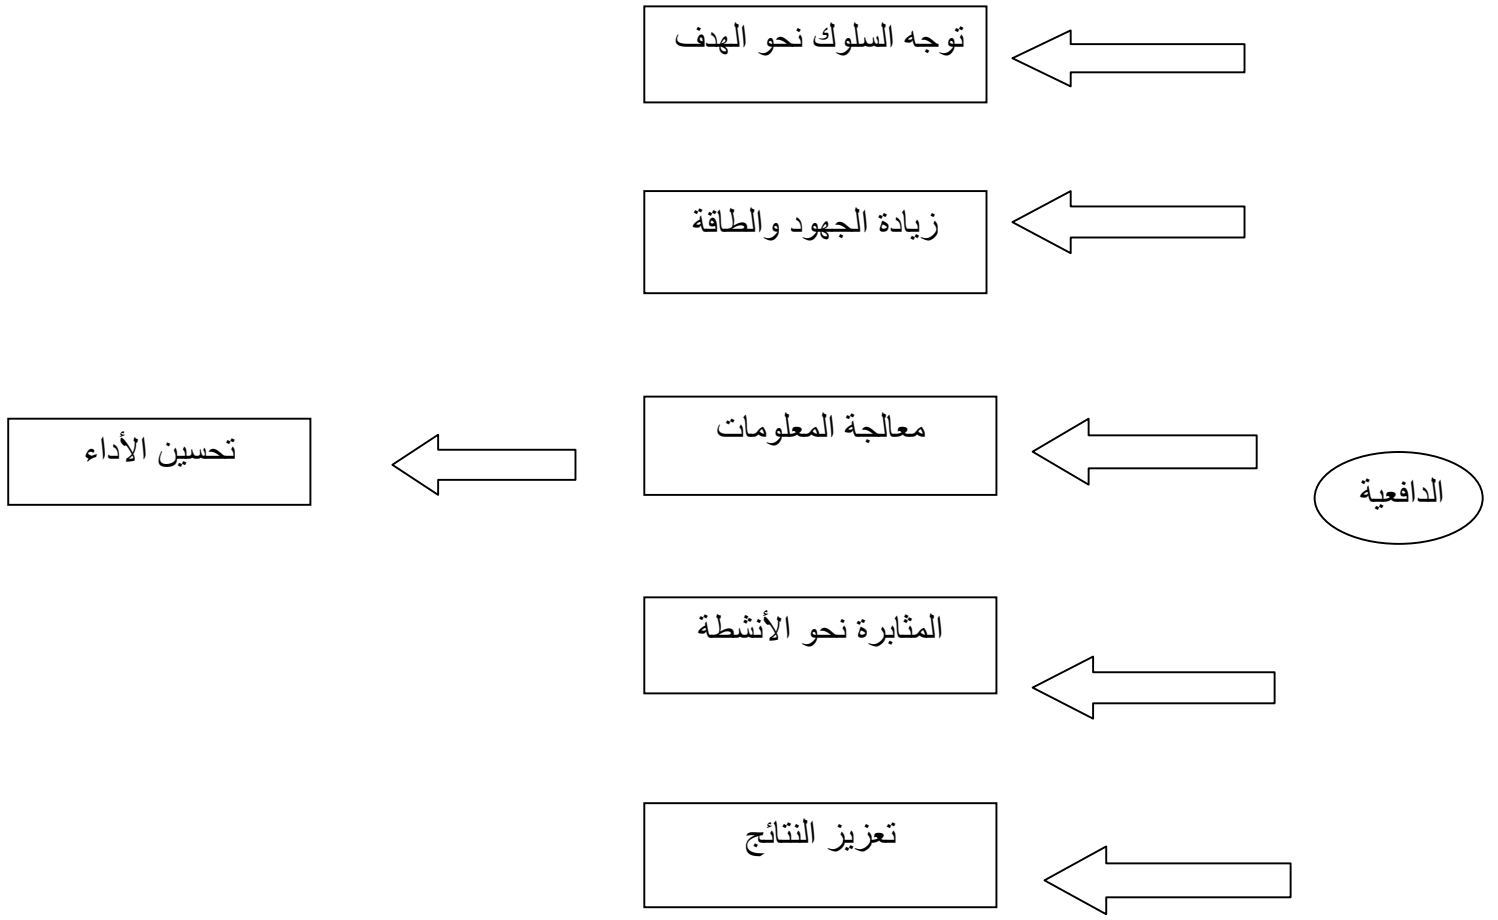 توجه السلوك نحو الهدف
زيادة الجهود والطاقة
معالجة المعلومات
تحسين الأداء
الدافعية
المثابرة نحو الأنشطة
تعزيز النتائج